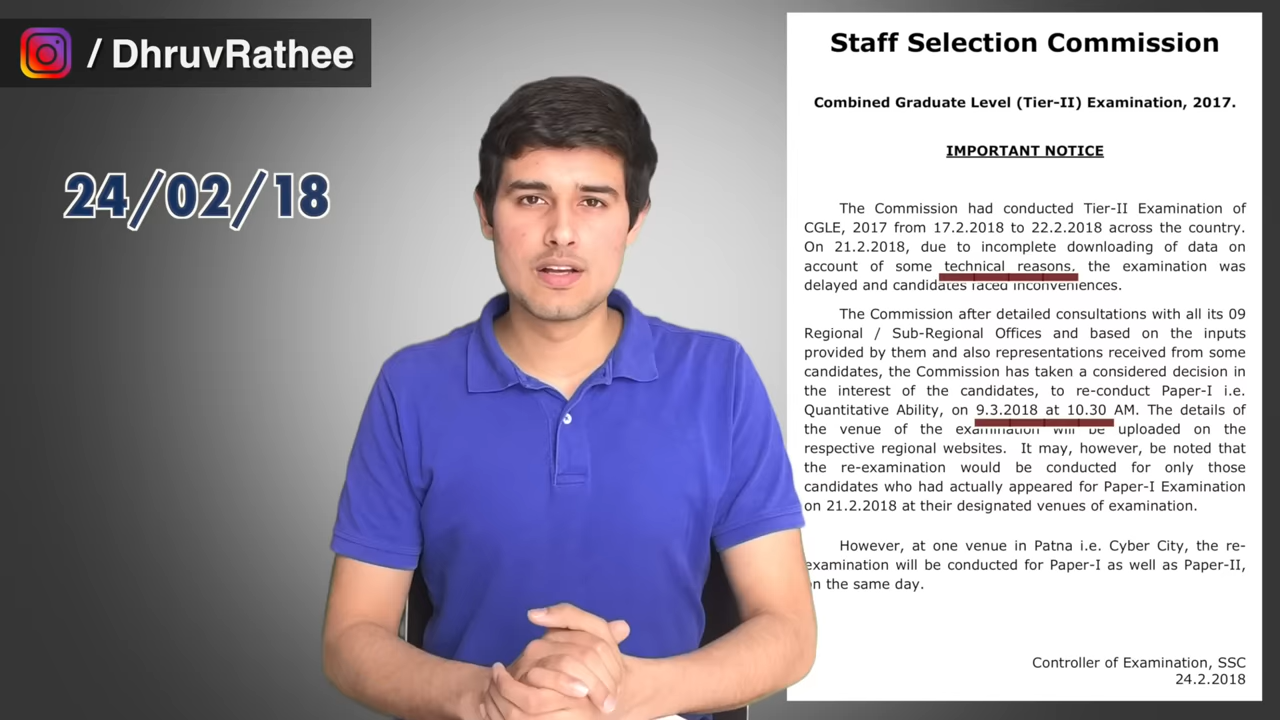 / DhruvRathee
24/02/18
Staff Selection Commission
Combined Graduate Level (Tier-II) Examination, 2017.
IMPORTANT NOTICE
The Commission had conducted Tier-II Examination of
CGLE, 2017 from 17.2.2018 to 22.2.2018 across the country.
On 21.2.2018, due to incomplete downloading of data on
account of some technical reasons, the examination was
delayed and candidates faced inconveniences.
The Commission after detailed consultations with all its 09
Regional / Sub-Regional Offices and based on the inputs
provided by them and also representations received from some
candidates, the Commission has taken a considered decision in
the interest of the candidates, to re-conduct Paper-I i.e.
Quantitative Ability, on 9.3.2018 at 10.30 AM. The details of
the venue of the examination will be uploaded on the
respective regional websites. It may, however, be noted that
the re-examination would be conducted for only those
candidates who had actually appeared for Paper-I Examination
on 21.2.2018 at their designated venues of examination.
However, at one venue in Patna i.e. Cyber City, the re-
examination will be conducted for Paper-I as well as Paper-II,
on the same day.
Controller of Examination, SSC
24.2.2018